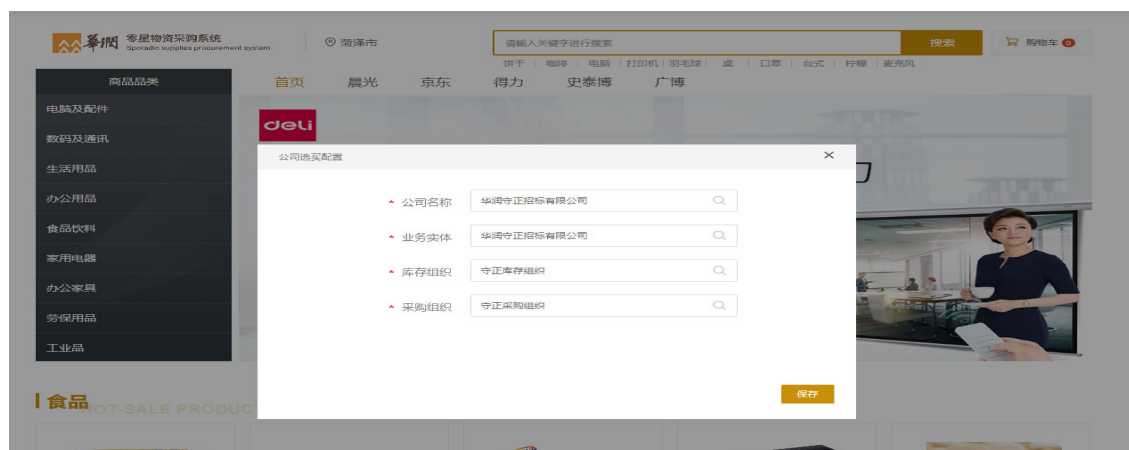 華潤 零星物资采购系统
Sporadic supplies procurement system
菏泽市
请输入关键字进行搜索
搜索
购物车 0
饼干 咖啡 电脑 打印机 羽毛球 桌 口罩 台式 柠檬 麦克风
商品品类 首页 晨光 京东 得力 史泰博 广博
电脑及配件
数码及通讯
生活用品
办公用品
食品饮料
家用电器
办公家具
劳保用品
工业品
deli
公司选买配置
* 公司名称 华润守正招标有限公司
* 业务实体 华润守正招标有限公司
* 库存组织 守正库存组织
* 采购组织 守正采购组织
保存
食品
HOT-SALE PRODUC